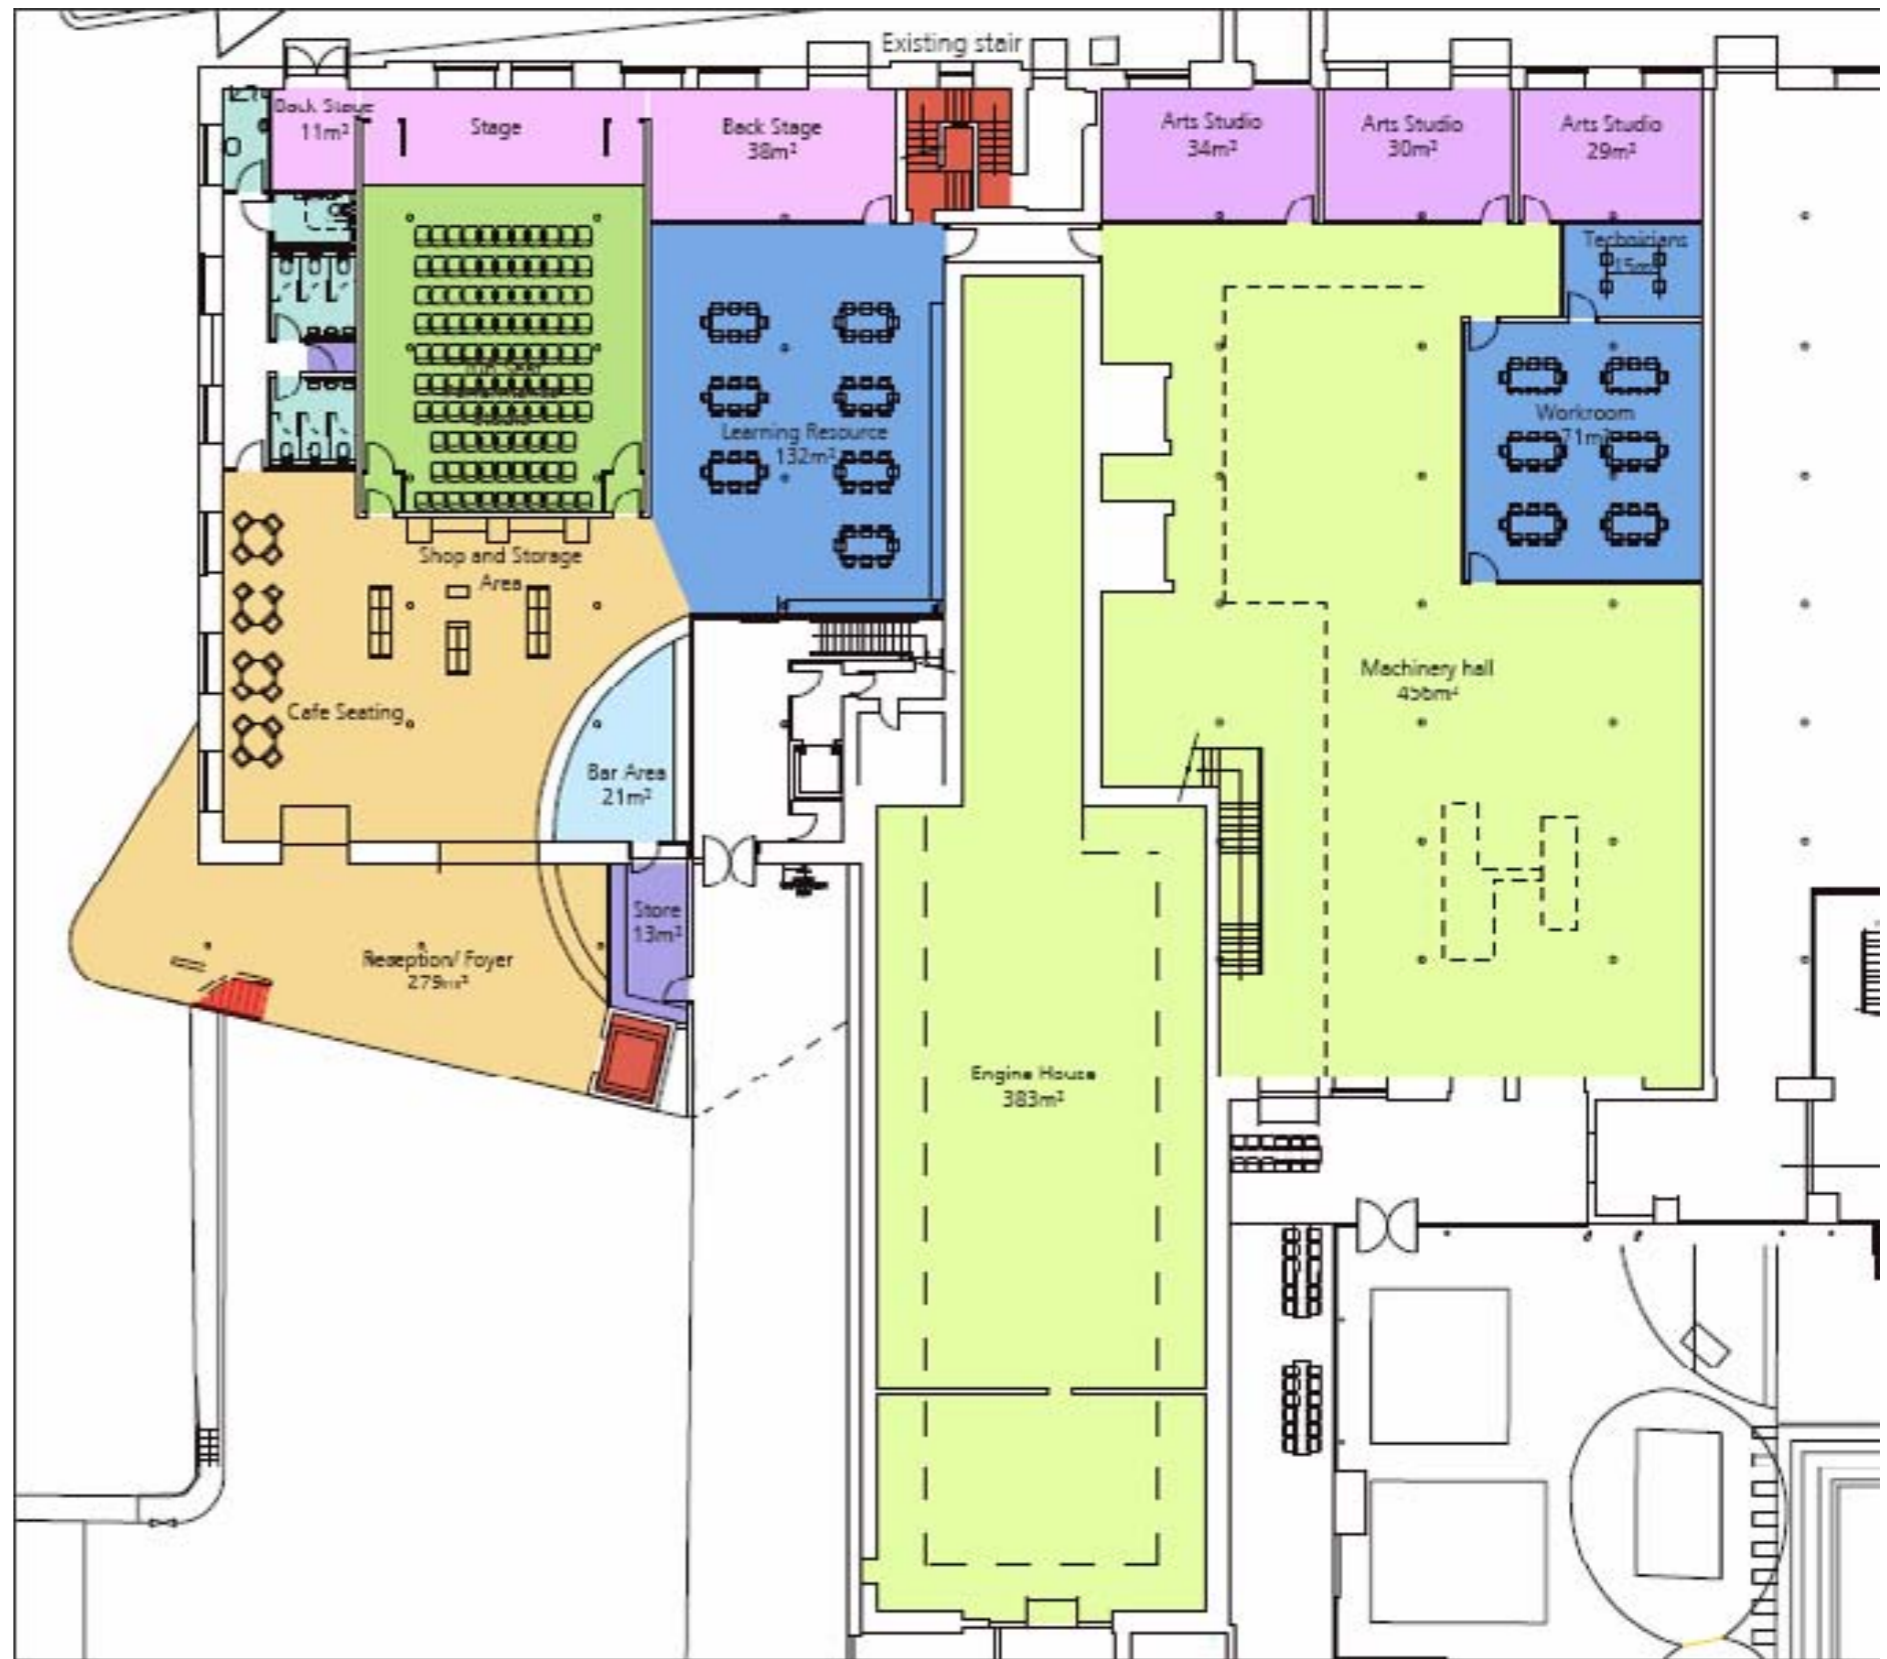 Existing stair
Back Stage
11m²
Stage
Back Stage
38m²
Arts Studio
34m²
Arts Studio
30m²
Arts Studio
29m²
Technicians
15m²
Learning Resource
132m²
Workroom
71m²
Shop and Storage
Area
Machinery hall
456m²
Cafe Seating
Bar Area
21m²
Store
13m²
Reception/ Foyer
279m²
Engine House
383m²